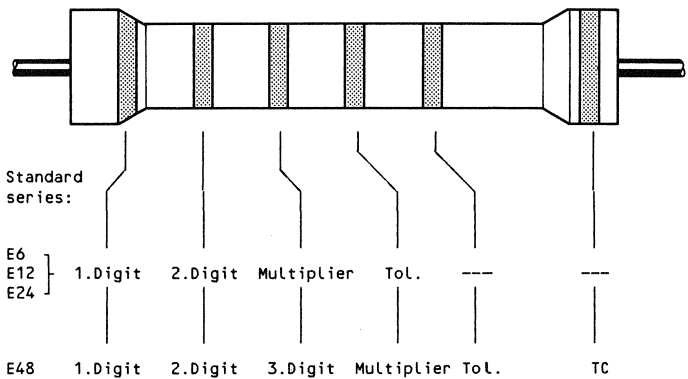 Standard
series:
E6
E12 1.Digit 2.Digit Multiplier Tol. --- ---
E24
E48 1.Digit 2.Digit 3.Digit Multiplier Tol. TC